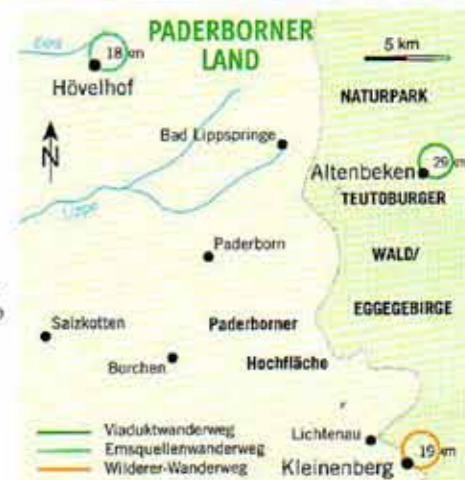 PADERBORNER
LAND
Ems
18 km
Hövelhof
5 km
NATURPARK
N
Bad Lippspringe
Altenbeken
29 km
TEUTOBURGER
Lippe
WALD/
Paderborn
EGGEGEBIRGE
Salzkotten
Paderborner
Borchen
Hochfläche
Viaduktwanderweg
Emsquellenwanderweg
Wilderer-Wanderweg
Lichtenau
19 km
Kleinenberg